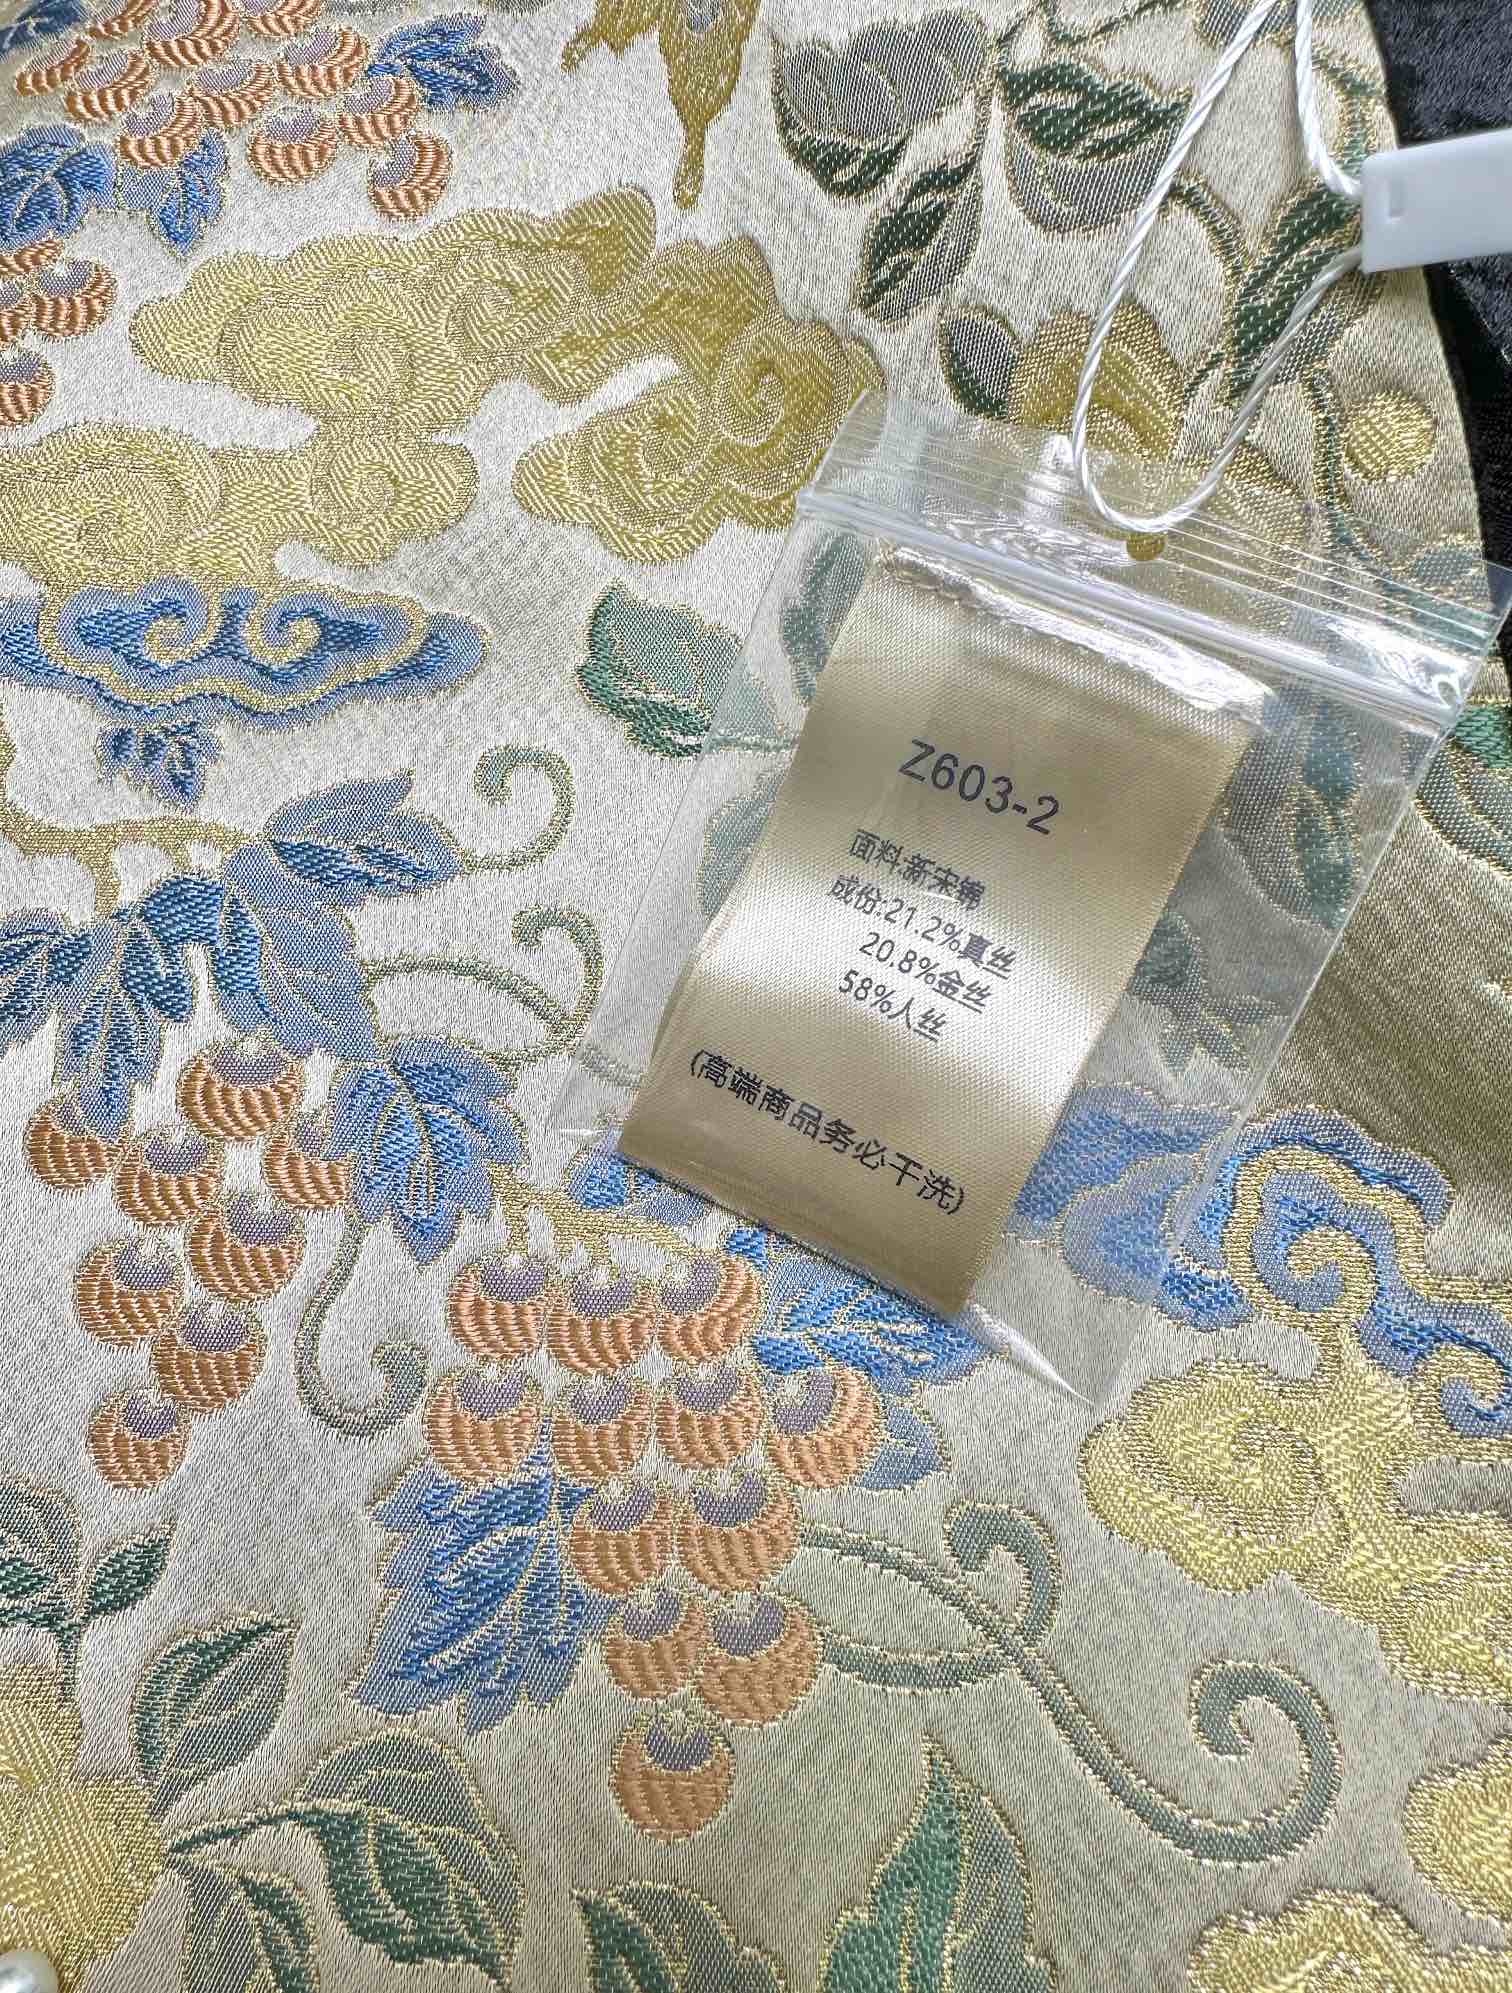 Z603-2
面料:新宋锦
成份:21.2%真丝
20.8%金丝
58%人丝
(高端商品务必干洗)